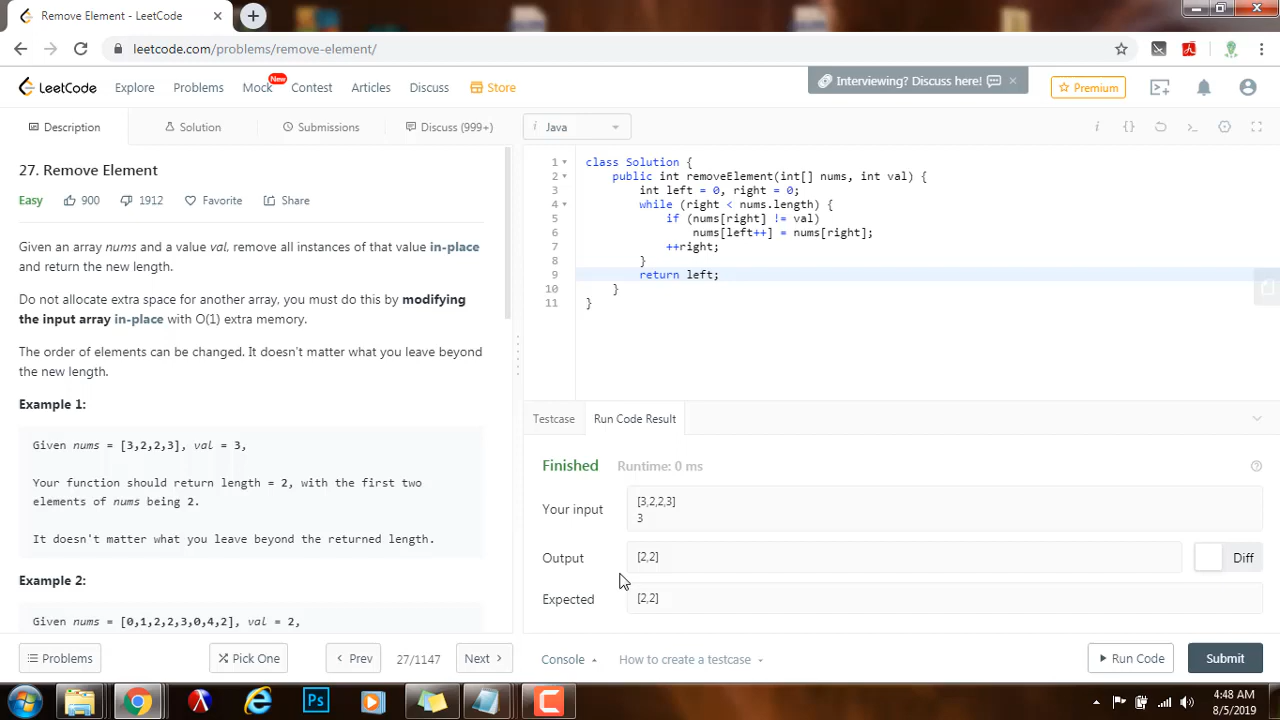 Remove Element - LeetCode
leetcode.com/problems/remove-element/
LeetCode Explore Problems Mock New Contest Articles Discuss Store
Interviewing? Discuss here!
Premium
Description Solution Submissions Discuss (999+)
27. Remove Element
Easy 900 1912 Favorite Share
Given an array nums and a value val, remove all instances of that value in-place
and return the new length.
Do not allocate extra space for another array, you must do this by modifying
the input array in-place with O(1) extra memory.
The order of elements can be changed. It doesn't matter what you leave beyond
the new length.
Example 1:
Given nums = [3,2,2,3], val = 3,
Your function should return length = 2, with the first two
elements of nums being 2.
It doesn't matter what you leave beyond the returned length.
Example 2:
Given nums = [0,1,2,2,3,0,4,2], val = 2,
Problems Pick One Prev 27/1147 Next
i Java
i {}
1 class Solution {
2 public int removeElement(int[] nums, int val) {
3 int left = 0, right = 0;
4 while (right < nums.length) {
5 if (nums[right] != val)
6 nums[left++] = nums[right];
7 ++right;
8 }
9 return left;
10 }
11 }
Testcase Run Code Result
Finished Runtime: 0 ms
Your input
[3,2,2,3]
3
Output [2,2] Diff
Expected [2,2]
Console How to create a testcase Run Code Submit
Ps
4:48 AM
8/5/2019